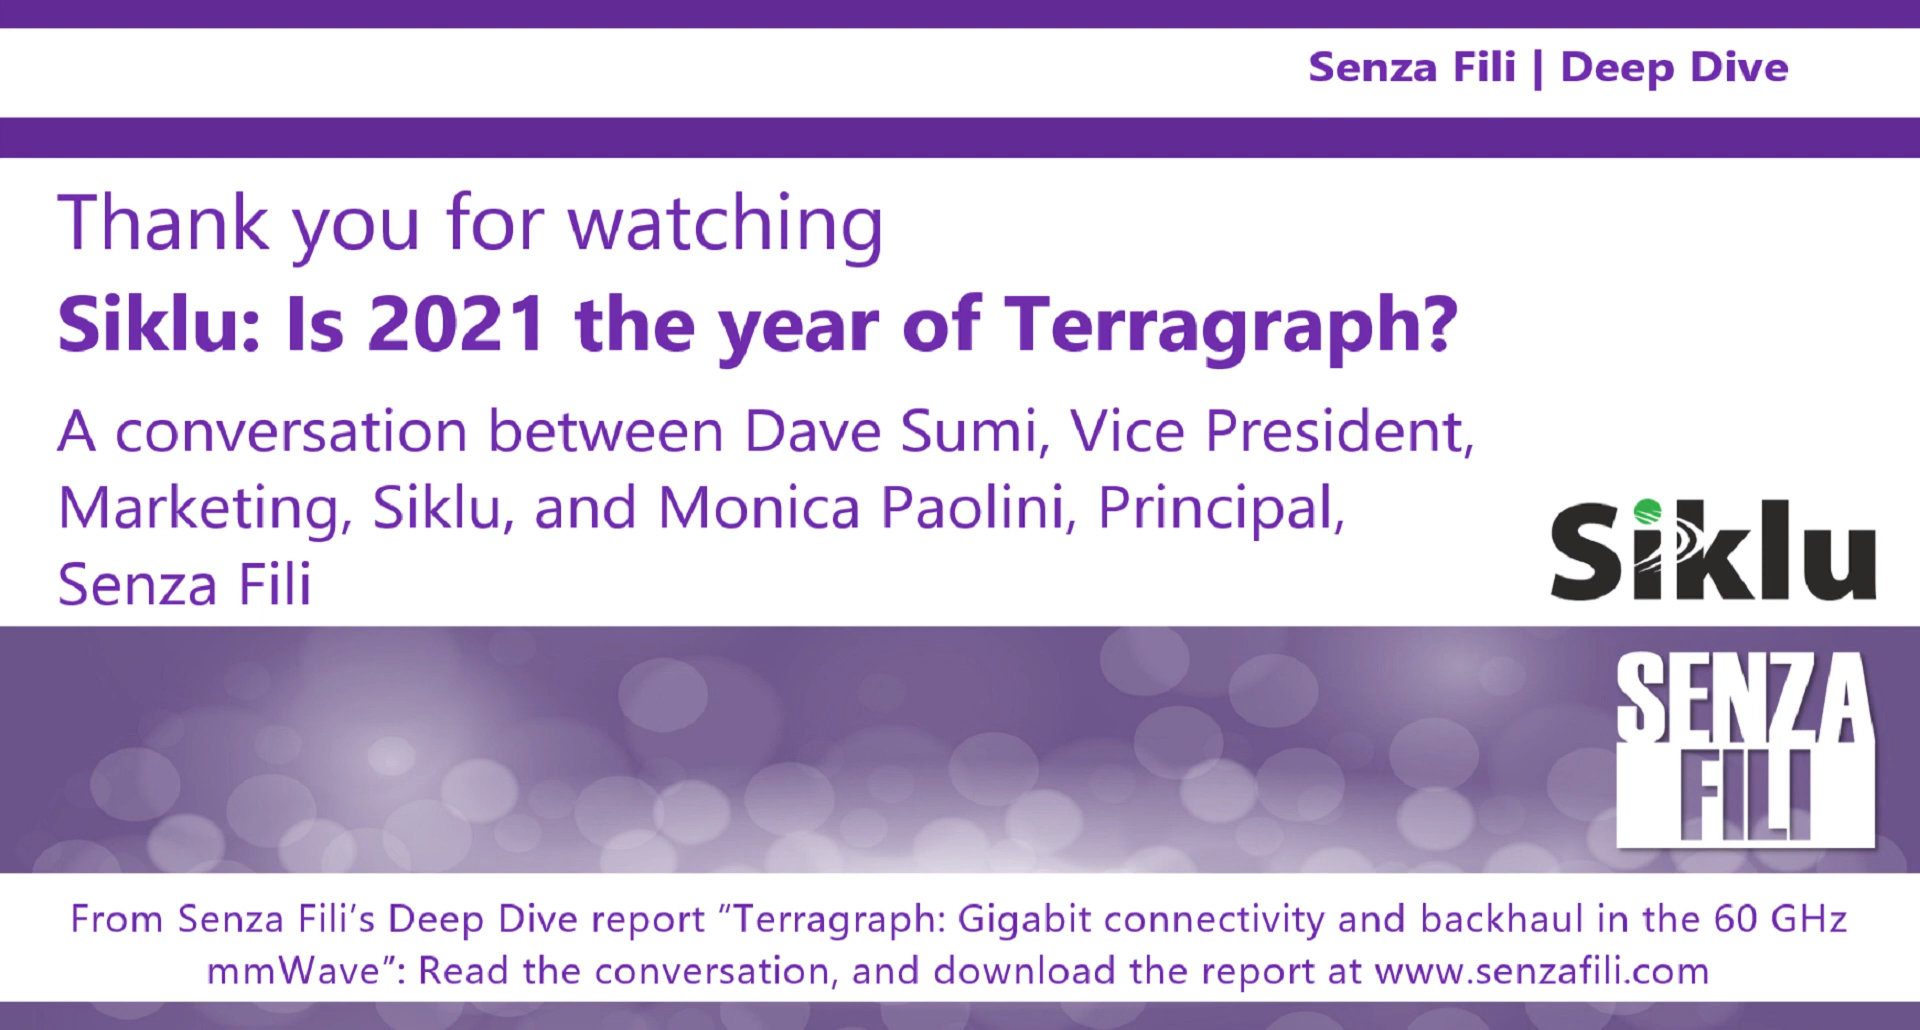 Senza Fili | Deep Dive
Thank you for watching
Siklu: Is 2021 the year of Terragraph?
A conversation between Dave Sumi, Vice President,
Marketing, Siklu, and Monica Paolini, Principal,
Senza Fili
Siklu
SENZA
FILI
From Senza Fili’s Deep Dive report “Terragraph: Gigabit connectivity and backhaul in the 60 GHz
mmWave”: Read the conversation, and download the report at www.senzafili.com